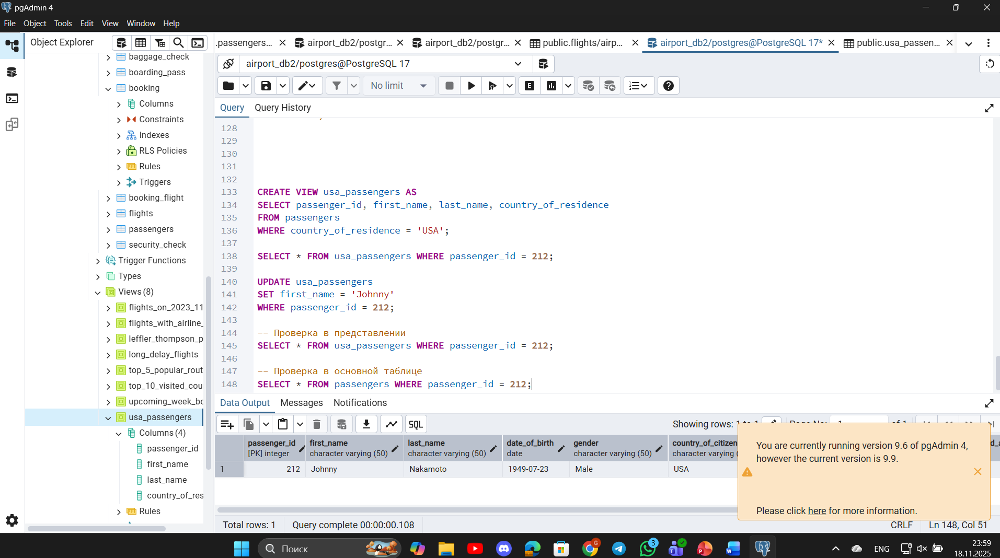 pgAdmin 4
File Object Tools Edit View Window Help
Object Explorer
.passengers...
airport_db2/postgr...
airport_db2/postgr...
public.flights/airp...
airport_db2/postgres@PostgreSQL 17*
public.usa_passen...
airport_db2/postgres@PostgreSQL 17
No limit
E
Query Query History
baggage_check
boarding_pass
booking
Columns
Constraints
Indexes
RLS Policies
Rules
Triggers
booking_flight
flights
passengers
security_check
Trigger Functions
Types
Views (8)
flights_on_2023_11
flights_with_airline_
leffler_thompson_p
long_delay_flights
top_5_popular_rout
top_10_visited_cou
upcoming_week_bo
usa_passengers
Columns (4)
passenger_id
first_name
last_name
country_of_res
Rules
128
129
130
131
132
133 CREATE VIEW usa_passengers AS
134 SELECT passenger_id, first_name, last_name, country_of_residence
135 FROM passengers
136 WHERE country_of_residence = 'USA';
137
138 SELECT * FROM usa_passengers WHERE passenger_id = 212;
139
140 UPDATE usa_passengers
141 SET first_name = 'Johnny'
142 WHERE passenger_id = 212;
143
144 -- Проверка в представлении
145 SELECT * FROM usa_passengers WHERE passenger_id = 212;
146
147 -- Проверка в основной таблице
148 SELECT * FROM passengers WHERE passenger_id = 212;
Data Output Messages Notifications
SQL
Showing rows: 1 to 1
Page No: 1 of 1
passenger_id first_name last_name date_of_birth gender country_of_citizen
[PK] integer character varying (50) character varying (50) date character varying (50) character varying (
1 212 Johnny Nakamoto 1949-07-23 Male USA
You are currently running version 9.6 of pgAdmin 4,
however the current version is 9.9.
Please click here for more information.
Total rows: 1 Query complete 00:00:00.108 CRLF Ln 148, Col 51
Поиск
G
3
ENG
23:59
18.11.2025